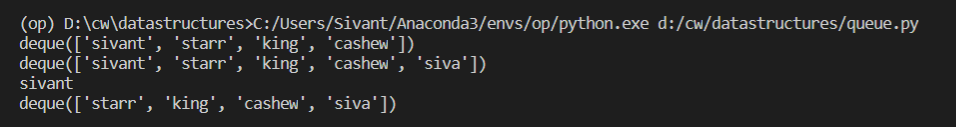 (op) D:\cw\datastructures>C:/Users/Sivant/Anaconda3/envs/op/python.exe d:/cw/datastructures/queue.py
deque(['sivant', 'starr', 'king', 'cashew'])
deque(['sivant', 'starr', 'king', 'cashew', 'siva'])
sivant
deque(['starr', 'king', 'cashew', 'siva'])